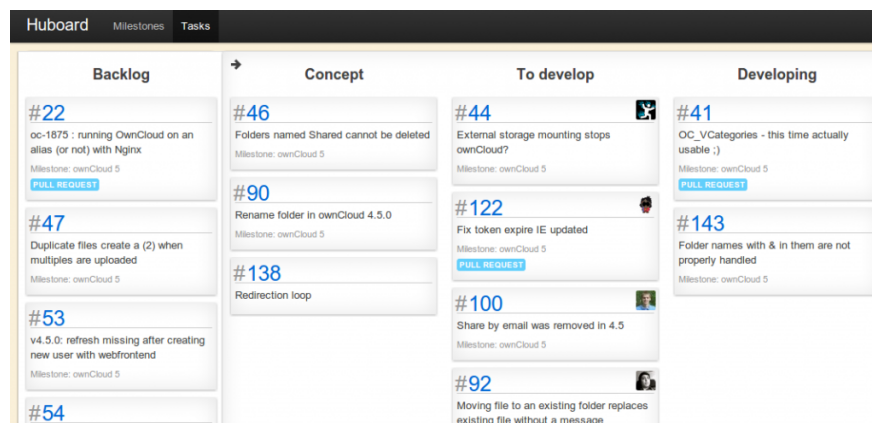 Huboard Milestones Tasks
Backlog
#22
oc-1875 : running OwnCloud on an
alias (or not) with Nginx
Milestone: ownCloud 5
PULL REQUEST
#47
Duplicate files create a (2) when
multiples are uploaded
Milestone: ownCloud 5
#53
v4.5.0: refresh missing after creating
new user with webfrontend
Milestone: ownCloud 5
#54
Concept
#46
Folders named Shared cannot be deleted
Milestone: ownCloud 5
#90
Rename folder in ownCloud 4.5.0
Milestone: ownCloud 5
#138
Redirection loop
To develop
#44
External storage mounting stops
ownCloud?
Milestone: ownCloud 5
#122
Fix token expire IE updated
Milestone: ownCloud 5
PULL REQUEST
#100
Share by email was removed in 4.5
Milestone: ownCloud 5
#92
Moving file to an existing folder replaces
existing file without a message
Developing
#41
OC_VCategories - this time actually
usable ;)
Milestone: ownCloud 5
PULL REQUEST
#143
Folder names with & in them are not
properly handled
Milestone: ownCloud 5